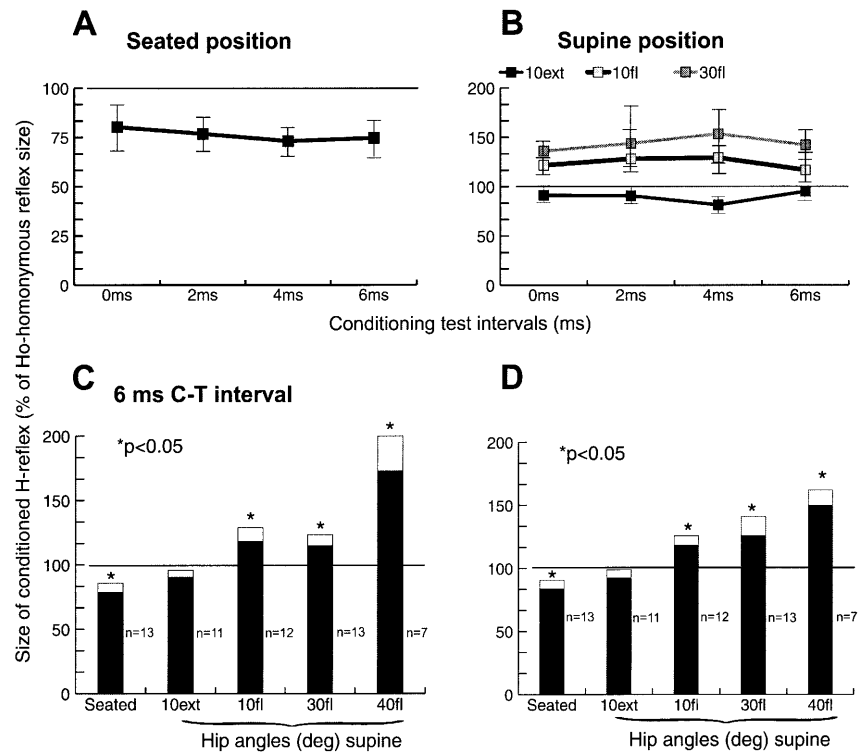 A
Seated position
B
Supine position
10ext 10fl 30fl
100
75
50
25
0
0ms 2ms 4ms 6ms
200
150
100
50
0
0ms 2ms 4ms 6ms
Conditioning test intervals (ms)
Size of conditioned H-reflex (% of Ho-homonymous reflex size)
C
6 ms C-T interval
*p<0.05
200
150
100
50
0
* * * *
n=13 n=11 n=12 n=13 n=7
Seated 10ext 10fl 30fl 40fl
Hip angles (deg) supine
D
*p<0.05
200
150
100
50
0
* * * *
n=13 n=11 n=12 n=13 n=7
Seated 10ext 10fl 30fl 40fl
Hip angles (deg) supine